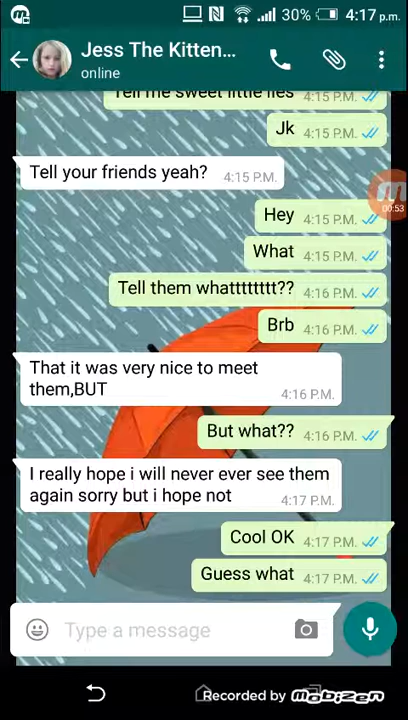 30% 4:17 p.m.
Jess The Kitten...
online
Tell me sweet little lies 4:15 P.M.
Jk 4:15 P.M.
Tell your friends yeah? 4:15 P.M.
00:53
Hey 4:15 P.M.
What 4:15 P.M.
Tell them whatttttttt?? 4:16 P.M.
Brb 4:16 P.M.
That it was very nice to meet
them,BUT 4:16 P.M.
But what?? 4:16 P.M.
I really hope i will never ever see them
again sorry but i hope not 4:17 P.M.
Cool OK 4:17 P.M.
Guess what 4:17 P.M.
Type a message
Recorded by mobizen